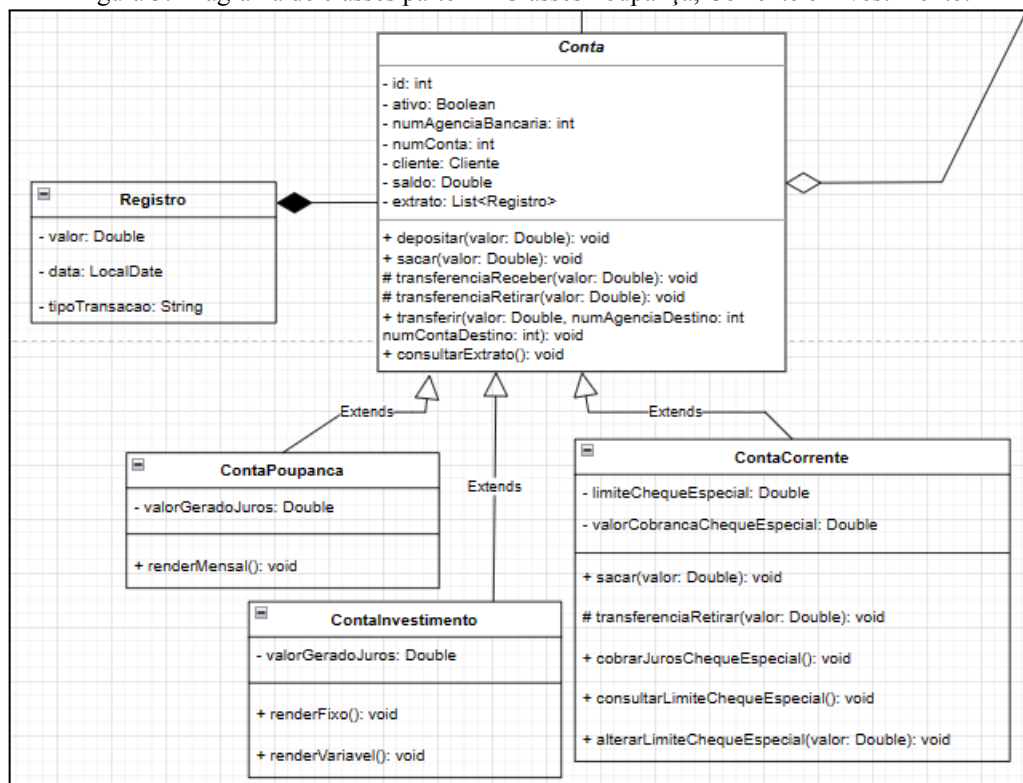 Conta
- id: int
- ativo: Boolean
- numAgenciaBancaria: int
- numConta: int
- cliente: Cliente
- saldo: Double
- extrato: List<Registro>
+ depositar(valor: Double): void
+ sacar(valor: Double): void
# transferenciaReceber(valor: Double): void
# transferenciaRetirar(valor: Double): void
+ transferir(valor: Double, numAgenciaDestino: int
numContaDestino: int): void
+ consultarExtrato(): void
Registro
- valor: Double
- data: LocalDate
- tipoTransacao: String
Extends
Extends
Extends
ContaPoupanca
- valorGeradoJuros: Double
+ renderMensal(): void
ContaInvestimento
- valorGeradoJuros: Double
+ renderFixo(): void
+ renderVariavel(): void
ContaCorrente
- limiteChequeEspecial: Double
- valorCobrancaChequeEspecial: Double
+ sacar(valor: Double): void
# transferenciaRetirar(valor: Double): void
+ cobrarJurosChequeEspecial(): void
+ consultarLimiteChequeEspecial(): void
+ alterarLimiteChequeEspecial(valor: Double): void